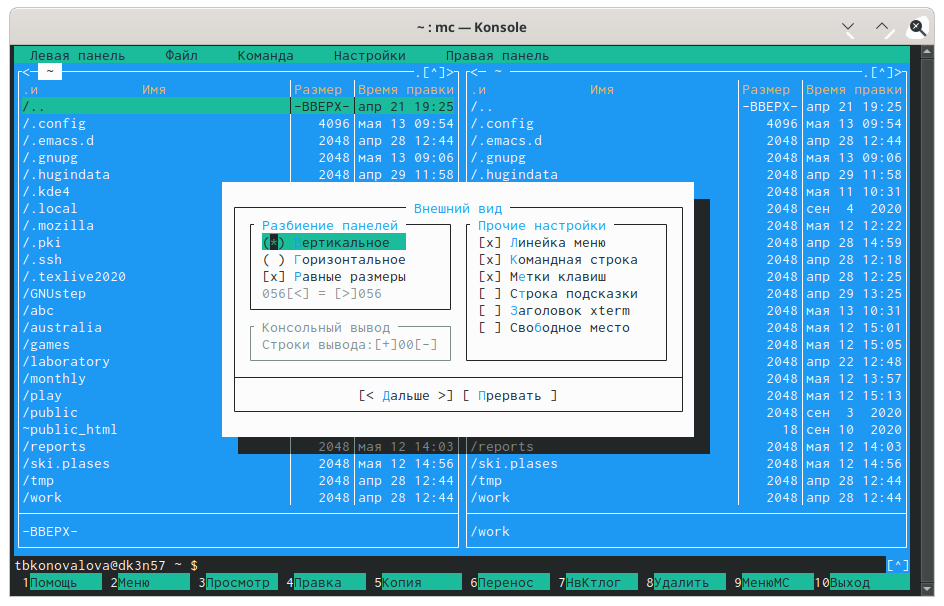 ~ : mc — Konsole
Левая панель Файл Команда Настройки Правая панель
<— ~ .[^]> <— ~ .[^]>
.и Имя Размер Время правки .и Имя Размер Время правки
/.. -ВВЕРХ- апр 21 19:25 /.. -ВВЕРХ- апр 21 19:25
/.config 4096 мая 13 09:54 /.config 4096 мая 13 09:54
/.emacs.d 2048 апр 28 12:44 /.emacs.d 2048 апр 28 12:44
/.gnupg 2048 мая 13 09:06 /.gnupg 2048 мая 13 09:06
/.hugindata 2048 апр 29 11:58 /.hugindata 2048 апр 29 11:58
/.kde4 2048 мая 11 10:31
/.local 2048 сен 4 2020
/.mozilla 2048 мая 12 12:22
/.pki 2048 апр 28 14:59
/.ssh 2048 апр 28 12:18
/.texlive2020 2048 апр 28 12:25
/GNUstep 2048 апр 29 13:25
/abc 2048 мая 13 10:31
/australia 2048 мая 12 15:01
/games 2048 мая 12 15:05
/laboratory 2048 апр 22 12:48
/monthly 2048 мая 12 13:57
/play 2048 мая 12 15:13
/public 2048 сен 3 2020
~public_html 18 сен 10 2020
/reports 2048 мая 12 14:03 /reports 2048 мая 12 14:03
/ski.plases 2048 мая 12 14:56 /ski.plases 2048 мая 12 14:56
/tmp 2048 апр 28 12:44 /tmp 2048 апр 28 12:44
/work 2048 апр 28 12:44 /work 2048 апр 28 12:44
-ВВЕРХ- /work
Внешний вид
Разбиение панелей
(*) Вертикальное
( ) Горизонтальное
[x] Равные размеры
056[<] = [>]056
Консольный вывод
Строки вывода:[+]00[-]
Прочие настройки
[x] Линейка меню
[x] Командная строка
[x] Метки клавиш
[ ] Строка подсказки
[ ] Заголовок xterm
[ ] Свободное место
[< Дальше >] [ Прервать ]
tbkonovalova@dk3n57 ~ $ [^]
1Помощь 2Меню 3Просмотр 4Правка 5Копия 6Перенос 7НвКтлог 8Удалить 9МенюМС 10Выход